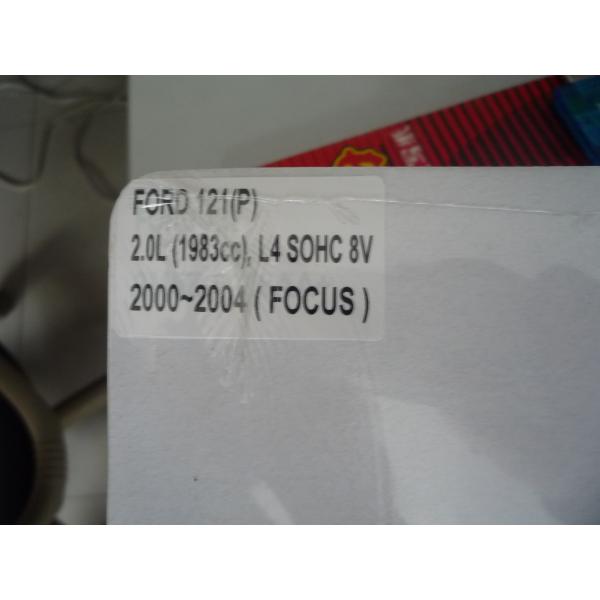 FORD 121(P)
2.0L (1983cc), L4 SOHC 8V
2000~2004 ( FOCUS )